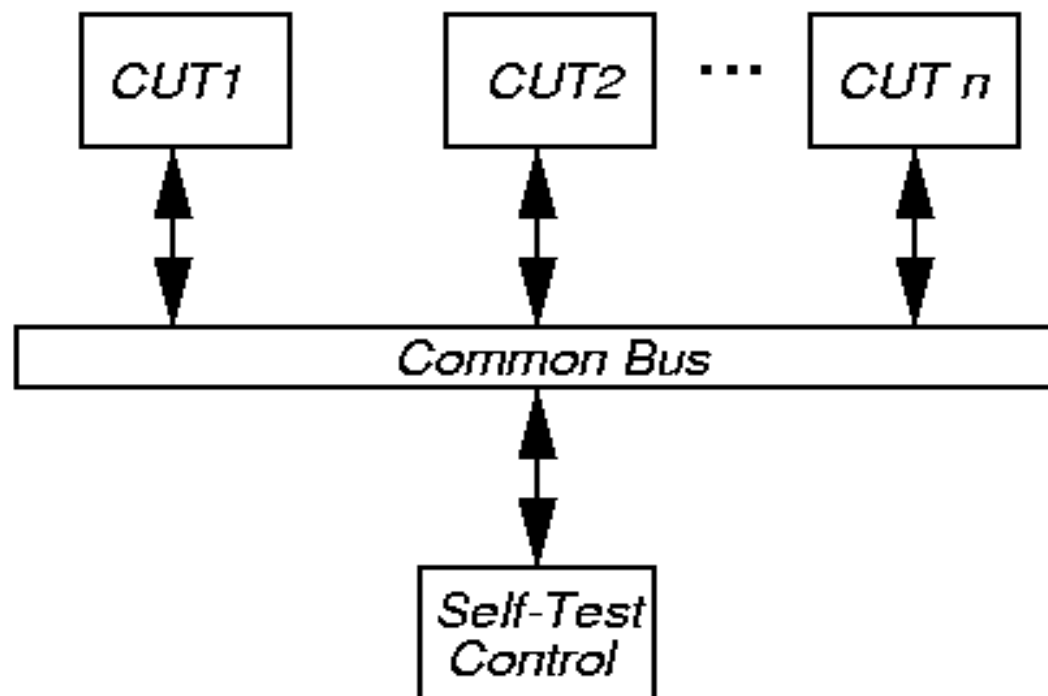 CUT1
CUT2
...
CUT n
Common Bus
Self-Test
Control